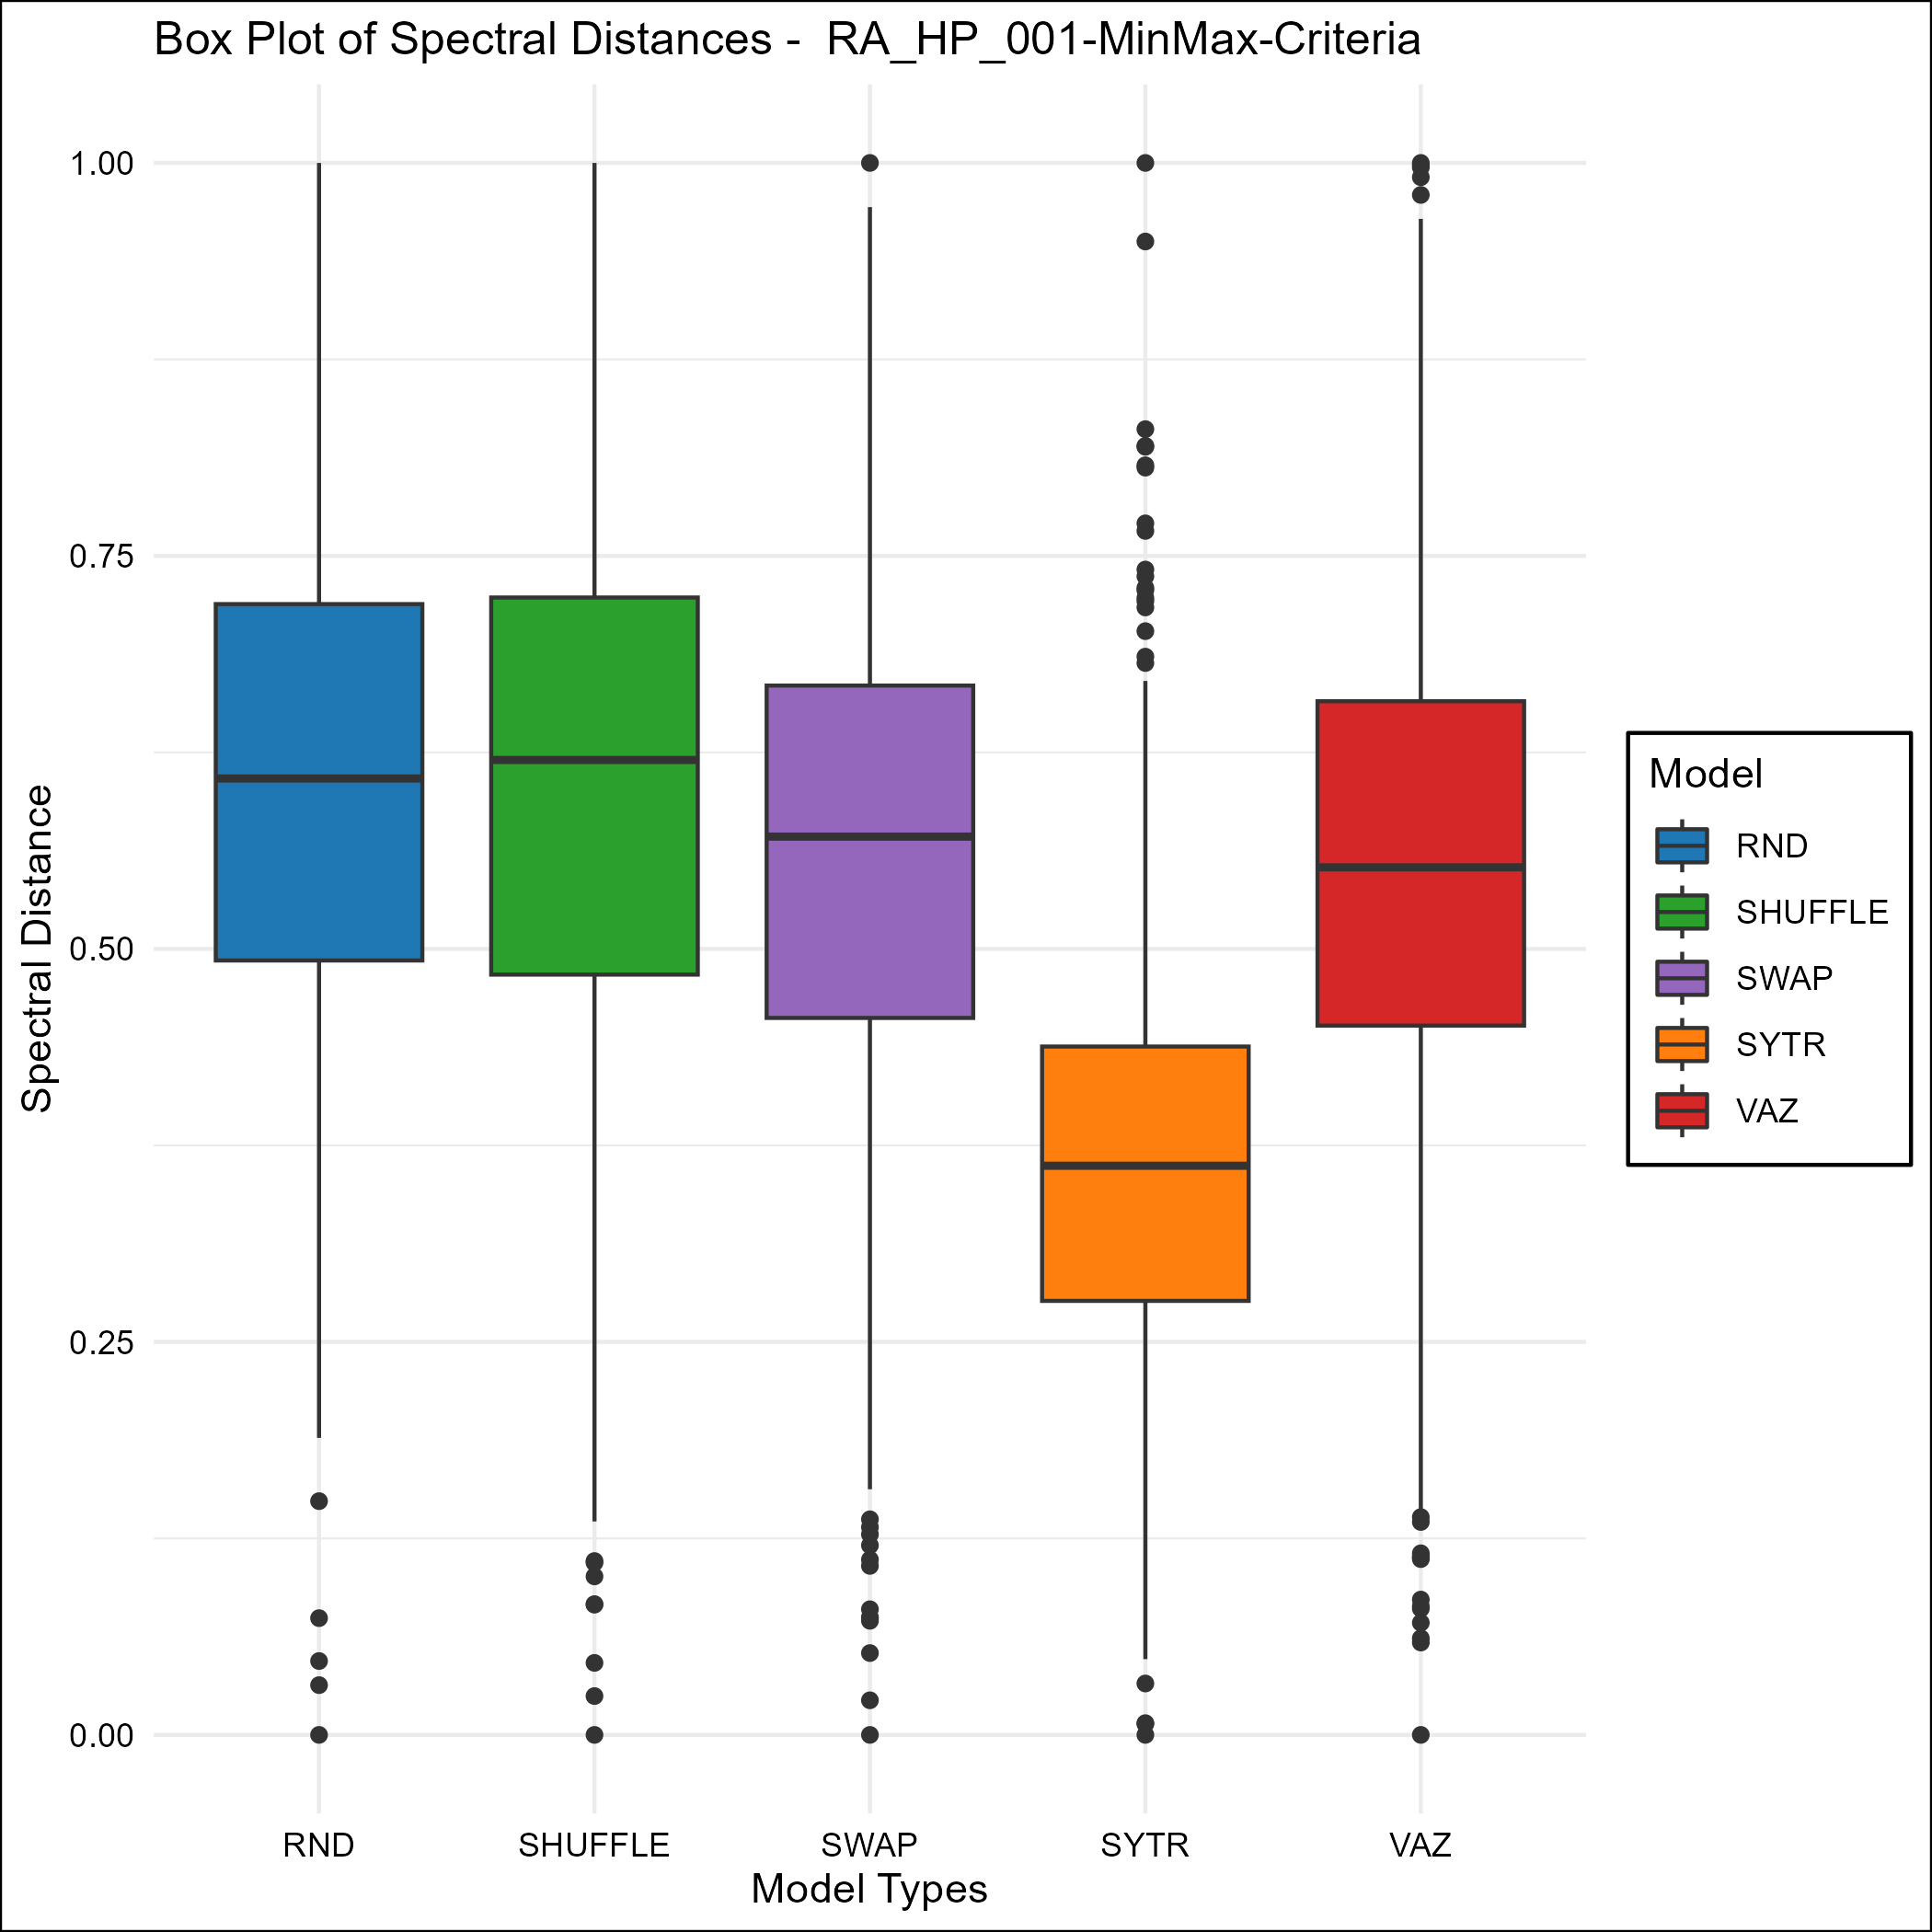 Box Plot of Spectral Distances -  RA_HP_001-MinMax-Criteria
Spectral Distance
1.00
0.75
0.50
0.25
0.00
RND
SHUFFLE
SWAP
SYTR
VAZ
Model Types
Model
RND
SHUFFLE
SWAP
SYTR
VAZ